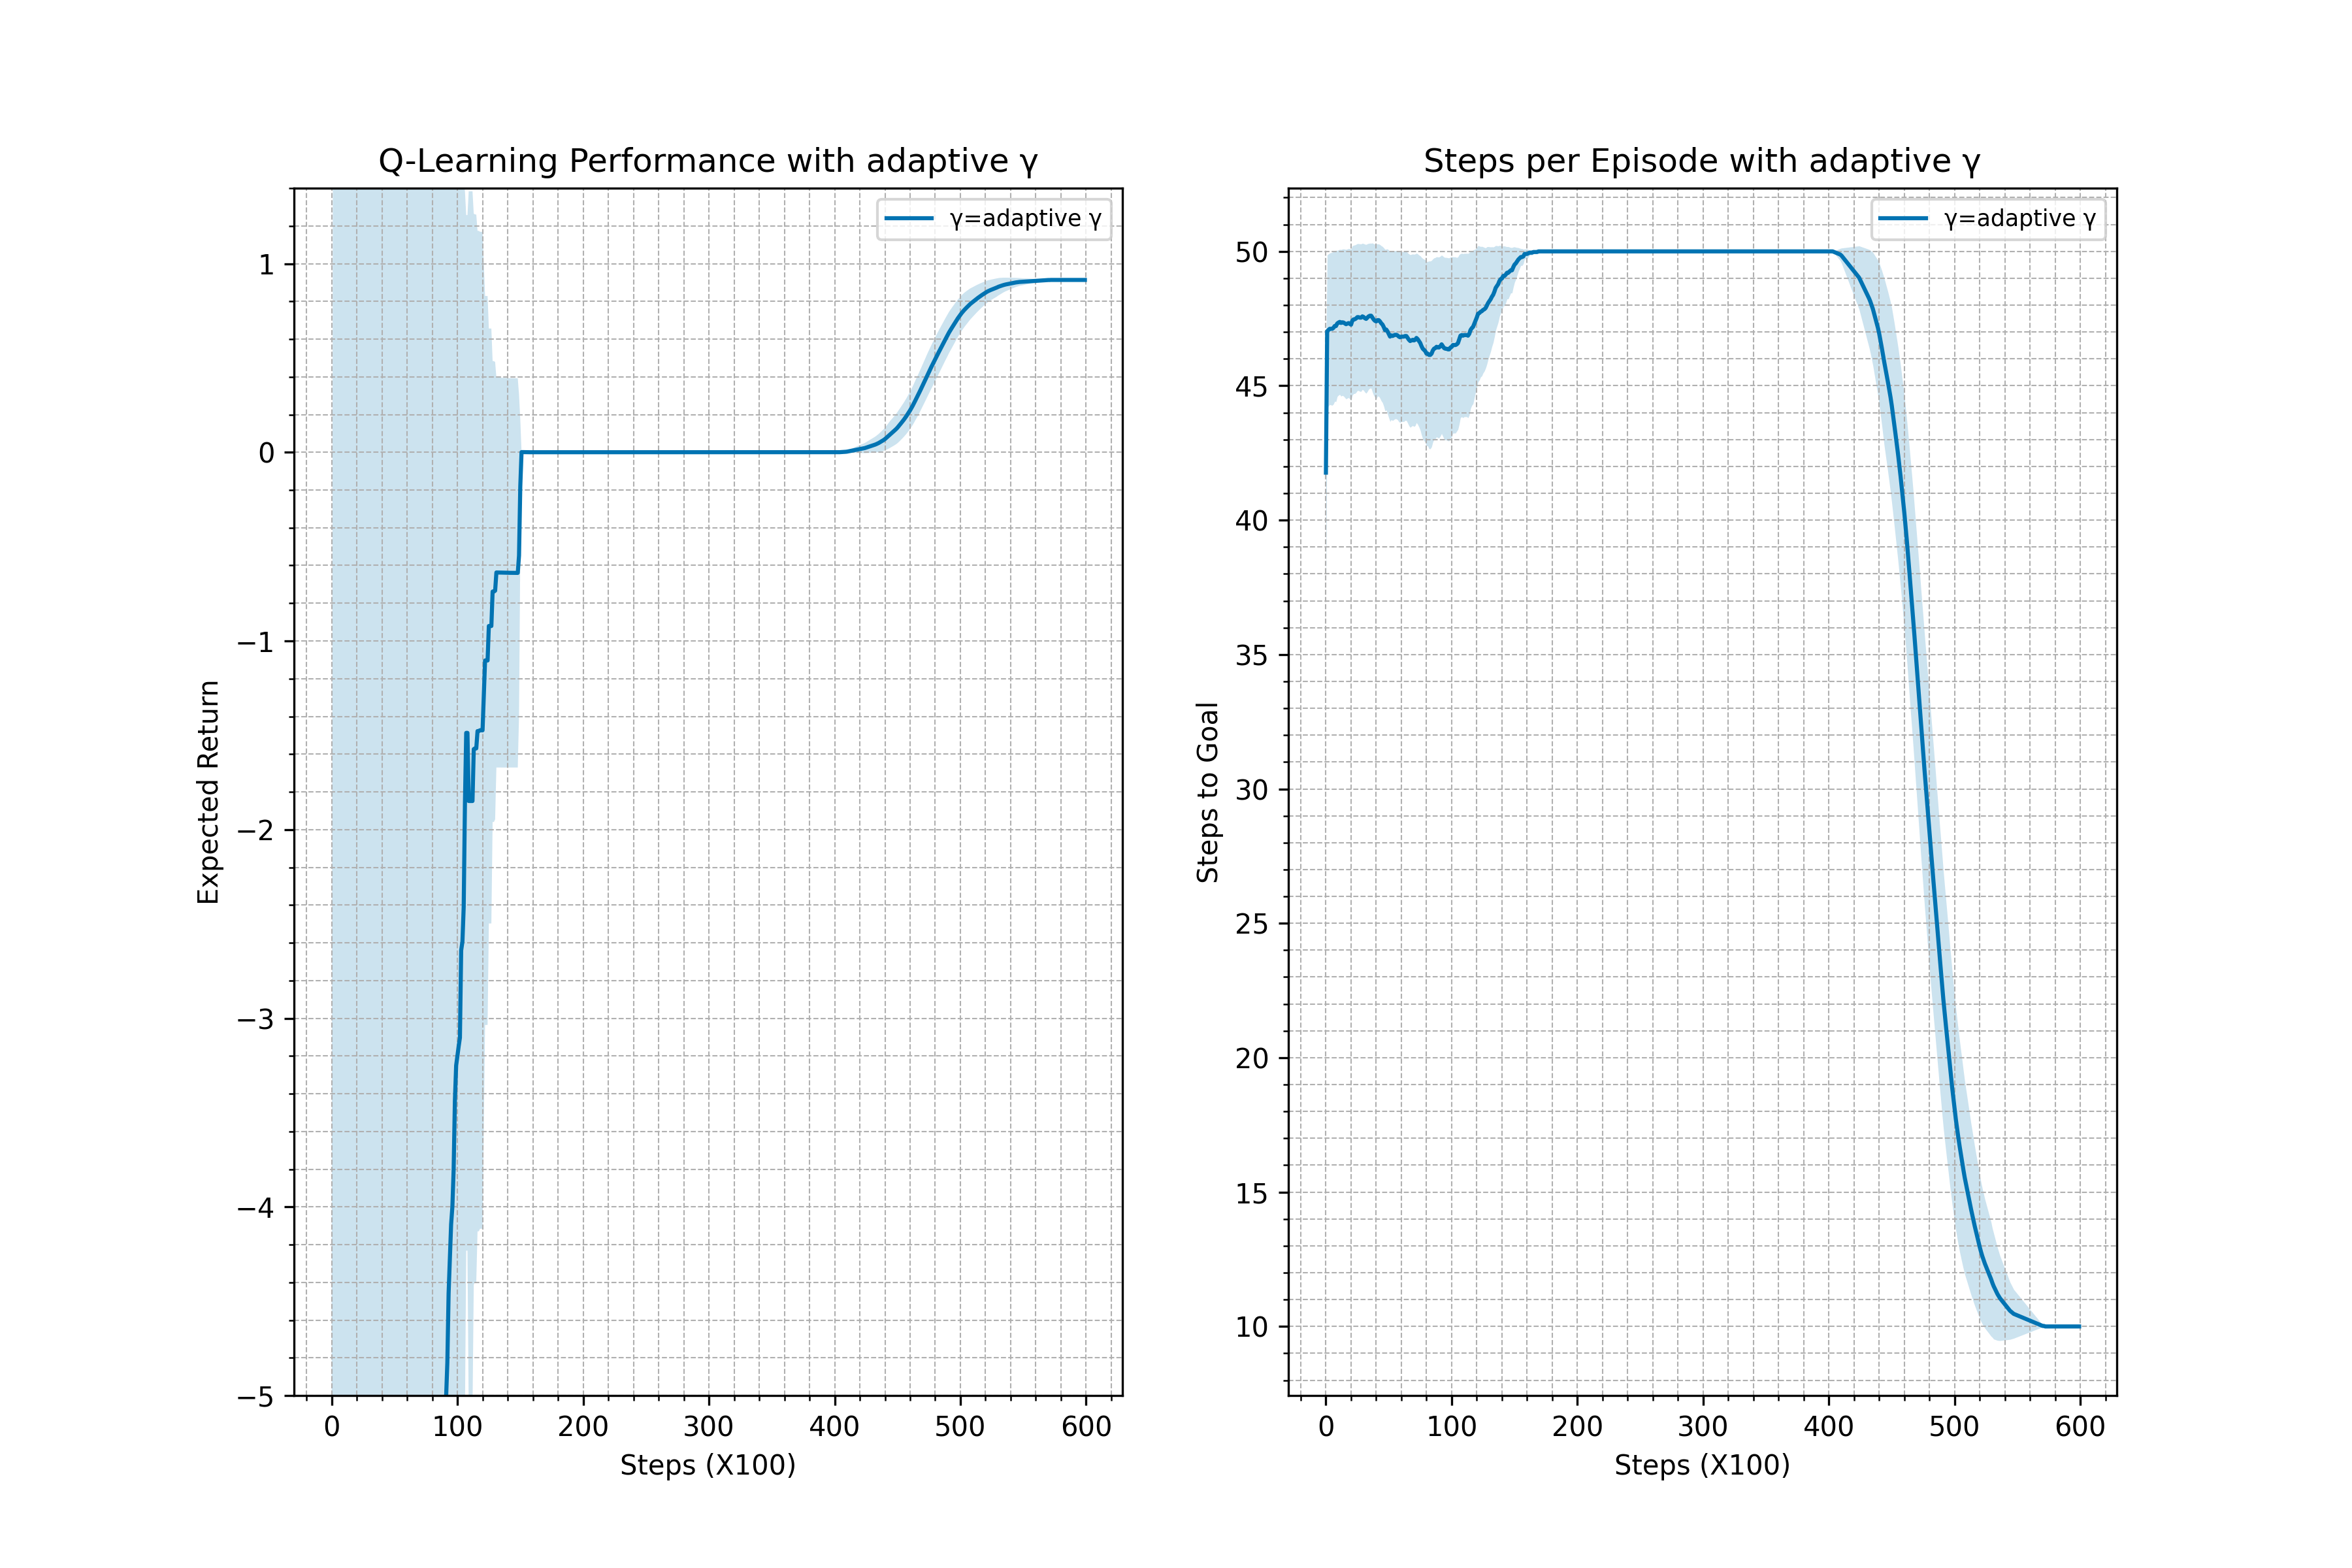 Q-Learning Performance with adaptive γ
γ=adaptive γ
Expected Return
1
0
−1
−2
−3
−4
−5
0 100 200 300 400 500 600
Steps (X100)
Steps per Episode with adaptive γ
γ=adaptive γ
Steps to Goal
50
45
40
35
30
25
20
15
10
0 100 200 300 400 500 600
Steps (X100)